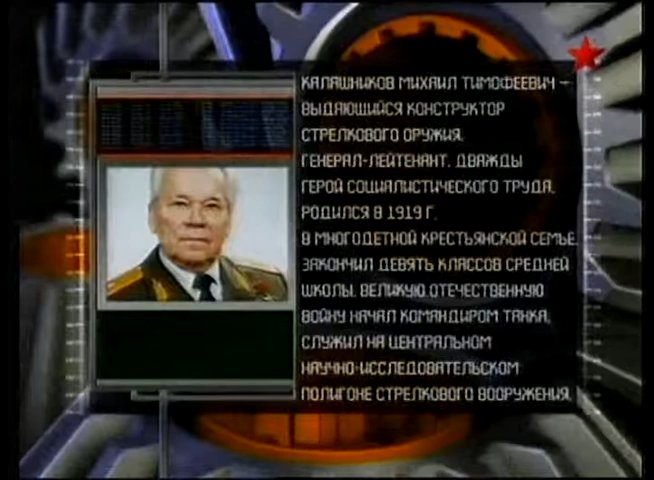 КАЛАШНИКОВ МИХАИЛ ТИМОФЕЕВИЧ –
ВЫДАЮЩИЙСЯ КОНСТРУКТОР
СТРЕЛКОВОГО ОРУЖИЯ,
ГЕНЕРАЛ-ЛЕЙТЕНАНТ, ДВАЖДЫ
ГЕРОЙ СОЦИАЛИСТИЧЕСКОГО ТРУДА.
РОДИЛСЯ В 1919 Г.
В МНОГОДЕТНОЙ КРЕСТЬЯНСКОЙ СЕМЬЕ.
ЗАКОНЧИЛ ДЕВЯТЬ КЛАССОВ СРЕДНЕЙ
ШКОЛЫ. ВЕЛИКУЮ ОТЕЧЕСТВЕННУЮ
ВОЙНУ НАЧАЛ КОМАНДИРОМ ТАНКА.
СЛУЖИЛ НА ЦЕНТРАЛЬНОМ
НАУЧНО-ИССЛЕДОВАТЕЛЬСКОМ
ПОЛИГОНЕ СТРЕЛКОВОГО ВООРУЖЕНИЯ.